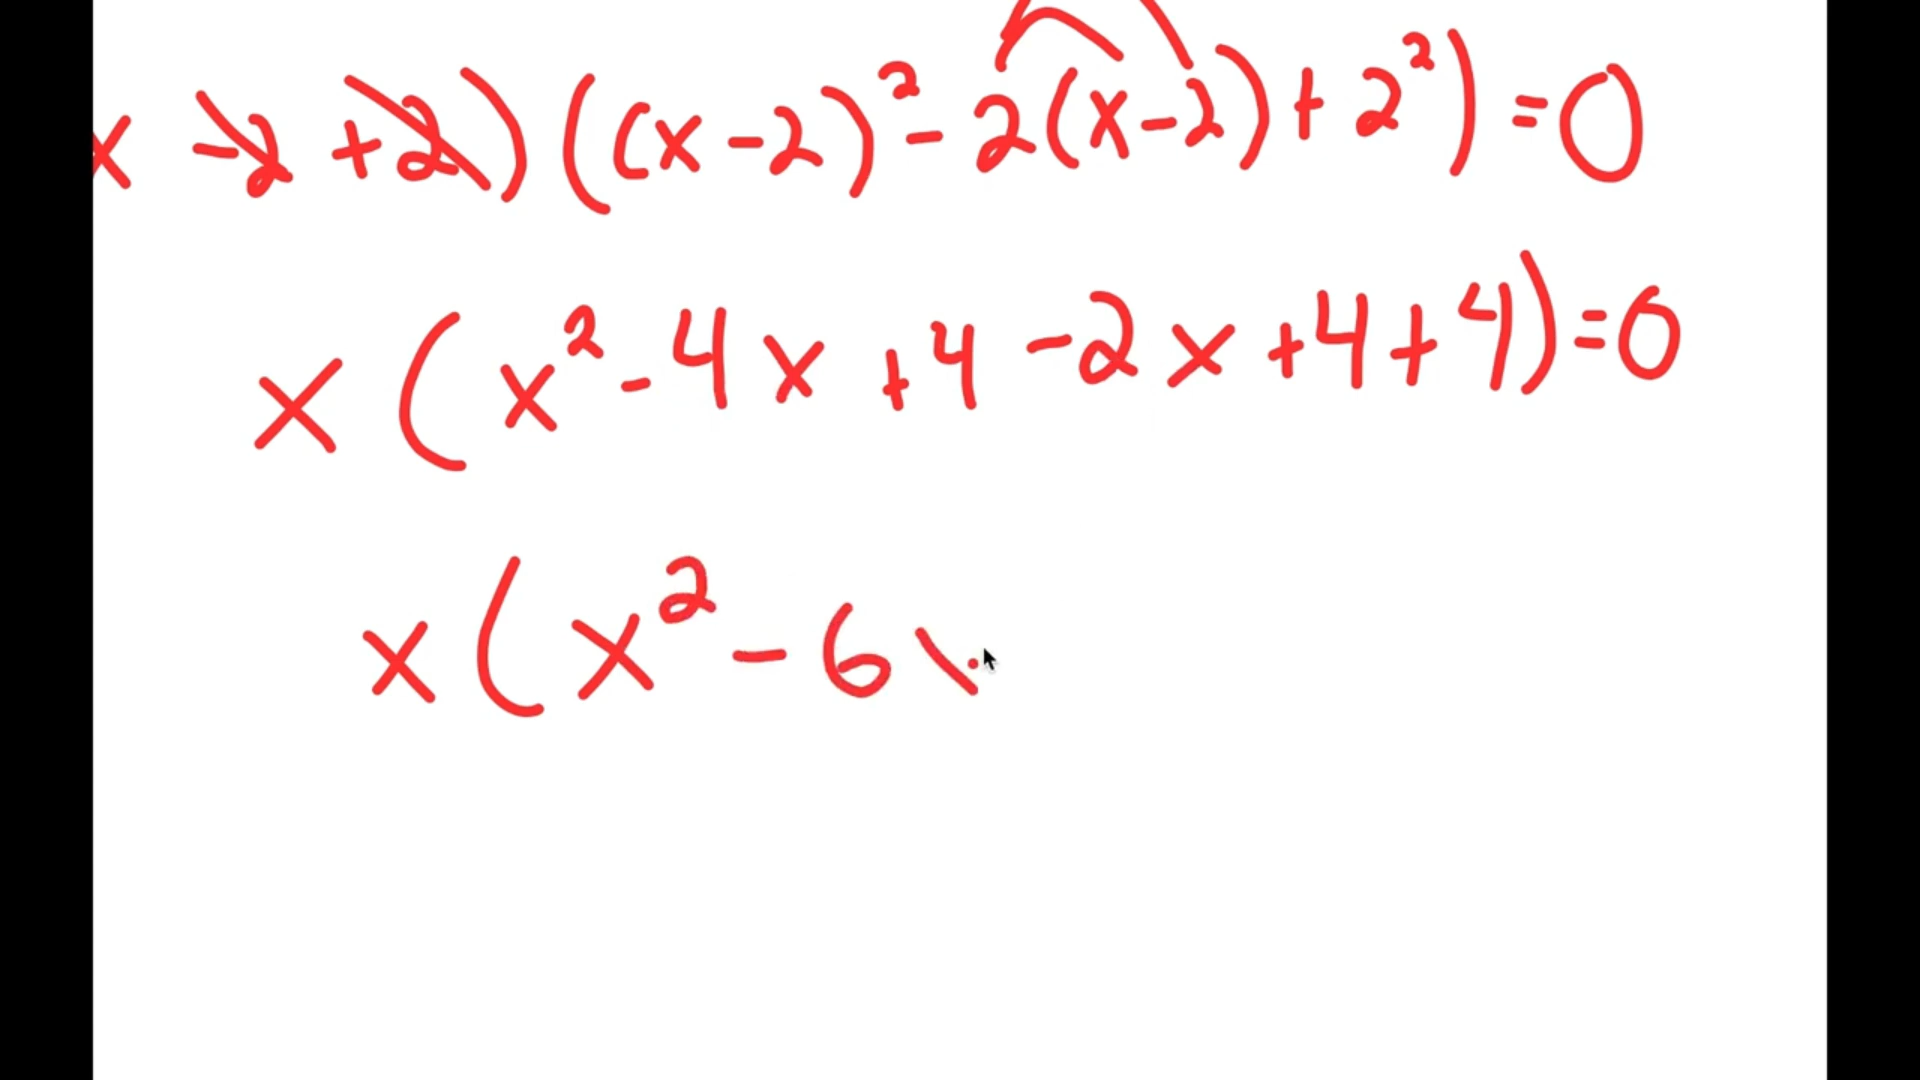 x - 2 + 2)((x - 2)² - 2(x - 2) + 2²) = 0
x(x² - 4x + 4 - 2x + 4 + 4) = 0
x(x² - 6